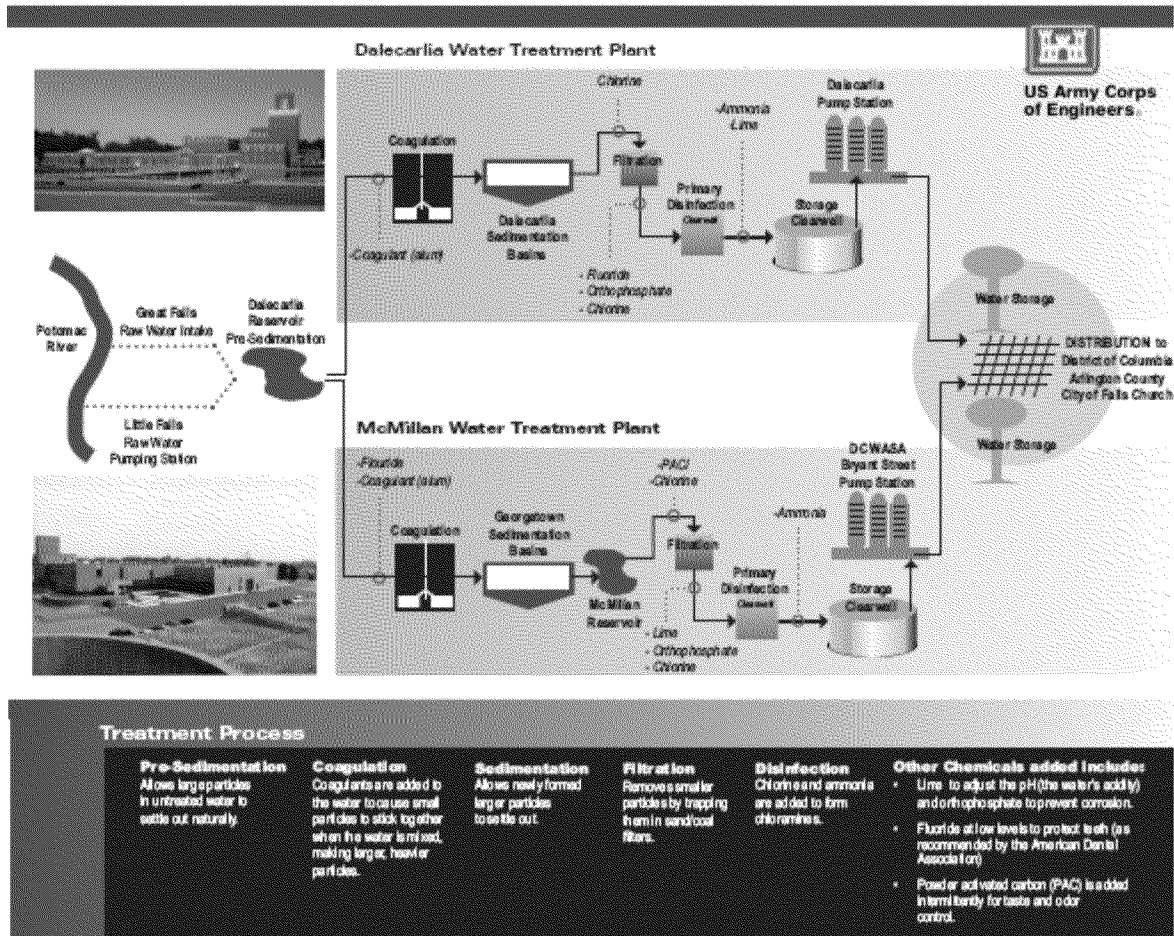 Dalecarlia Water Treatment Plant
US Army Corps
of Engineers®
Chlorine
-Ammonia
Lime
Dalecarlia
Pump Station
Coagulation
Filtration
Primary
Disinfection
Clearwell
Storage
Clearwell
Dalecarlia
Sedimentation
Basins
-Coagulant (alum)
- Fluoride
- Orthophosphate
- Chlorine
Potomac
River
Great Falls
Raw Water Intake
Dalecarlia
Reservoir
Pre-Sedimentation
Little Falls
Raw Water
Pumping Station
Water Storage
DISTRIBUTION to
District of Columbia
Arlington County
City of Falls Church
Water Storage
McMillan Water Treatment Plant
-Flouride
-Coagulant (alum)
Coagulation
Georgetown
Sedimentation
Basins
McMillan
Reservoir
-PACl
-Chlorine
Filtration
- Lime
- Orthophosphate
- Chlorine
Primary
Disinfection
Clearwell
-Ammonia
DCWASA
Bryant Street
Pump Station
Storage
Clearwell
Treatment Process
Pre-Sedimentation
Allows large particles
in untreated water to
settle out naturally.
Coagulation
Coagulants are added to
the water to cause small
particles to stick together
when the water is mixed,
making larger, heavier
particles.
Sedimentation
Allows newly formed
larger particles
to settle out.
Filtration
Removes smaller
particles by trapping
them in sand/coal
filters.
Disinfection
Chlorine and ammonia
are added to form
chloramines.
Other Chemicals added include:
• Lime to adjust the pH (the water's acidity)
and orthophosphate to prevent corrosion.
• Fluoride at low levels to protect teeth (as
recommended by the American Dental
Association)
• Powder activated carbon (PAC) is added
intermittently for taste and odor
control.